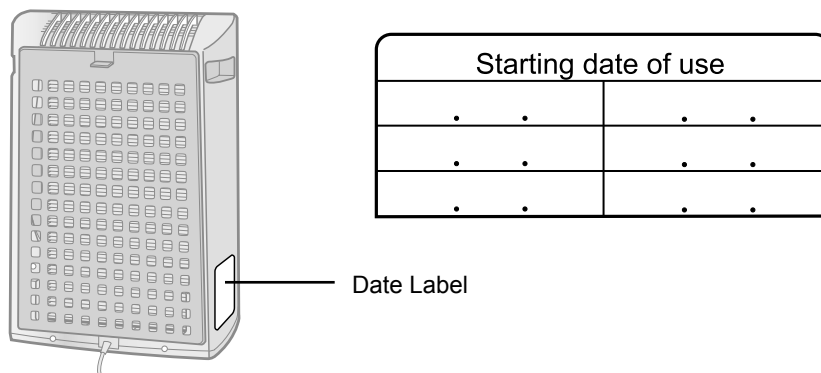 Starting date of use
. . . .
. . . .
. . . .
Date Label